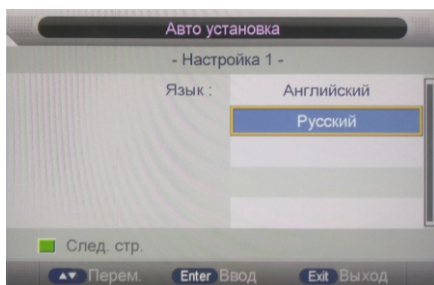 Авто установка
- Настройка 1 -
Язык : Английский
Русский
След. стр.
▲▼ Перем. Enter Ввод Exit Выход